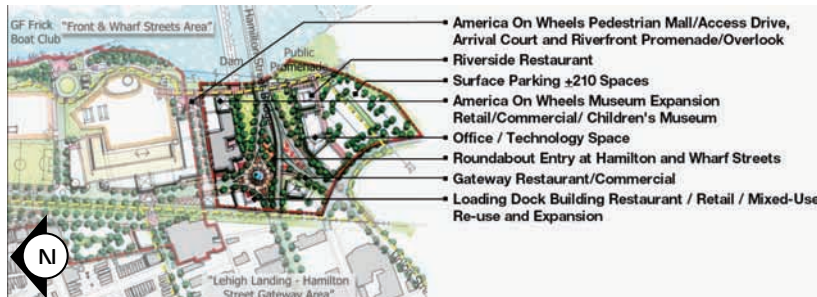 GF Frick
Boat Club
"Front & Wharf Streets Area"
Hamilton Street
Dam
Public
Promenade
N
"Lehigh Landing - Hamilton
Street Gateway Area"
America On Wheels Pedestrian Mall/Access Drive,
Arrival Court and Riverfront Promenade/Overlook
Riverside Restaurant
Surface Parking ±210 Spaces
America On Wheels Museum Expansion
Retail/Commercial/ Children's Museum
Office / Technology Space
Roundabout Entry at Hamilton and Wharf Streets
Gateway Restaurant/Commercial
Loading Dock Building Restaurant / Retail / Mixed-Use
Re-use and Expansion